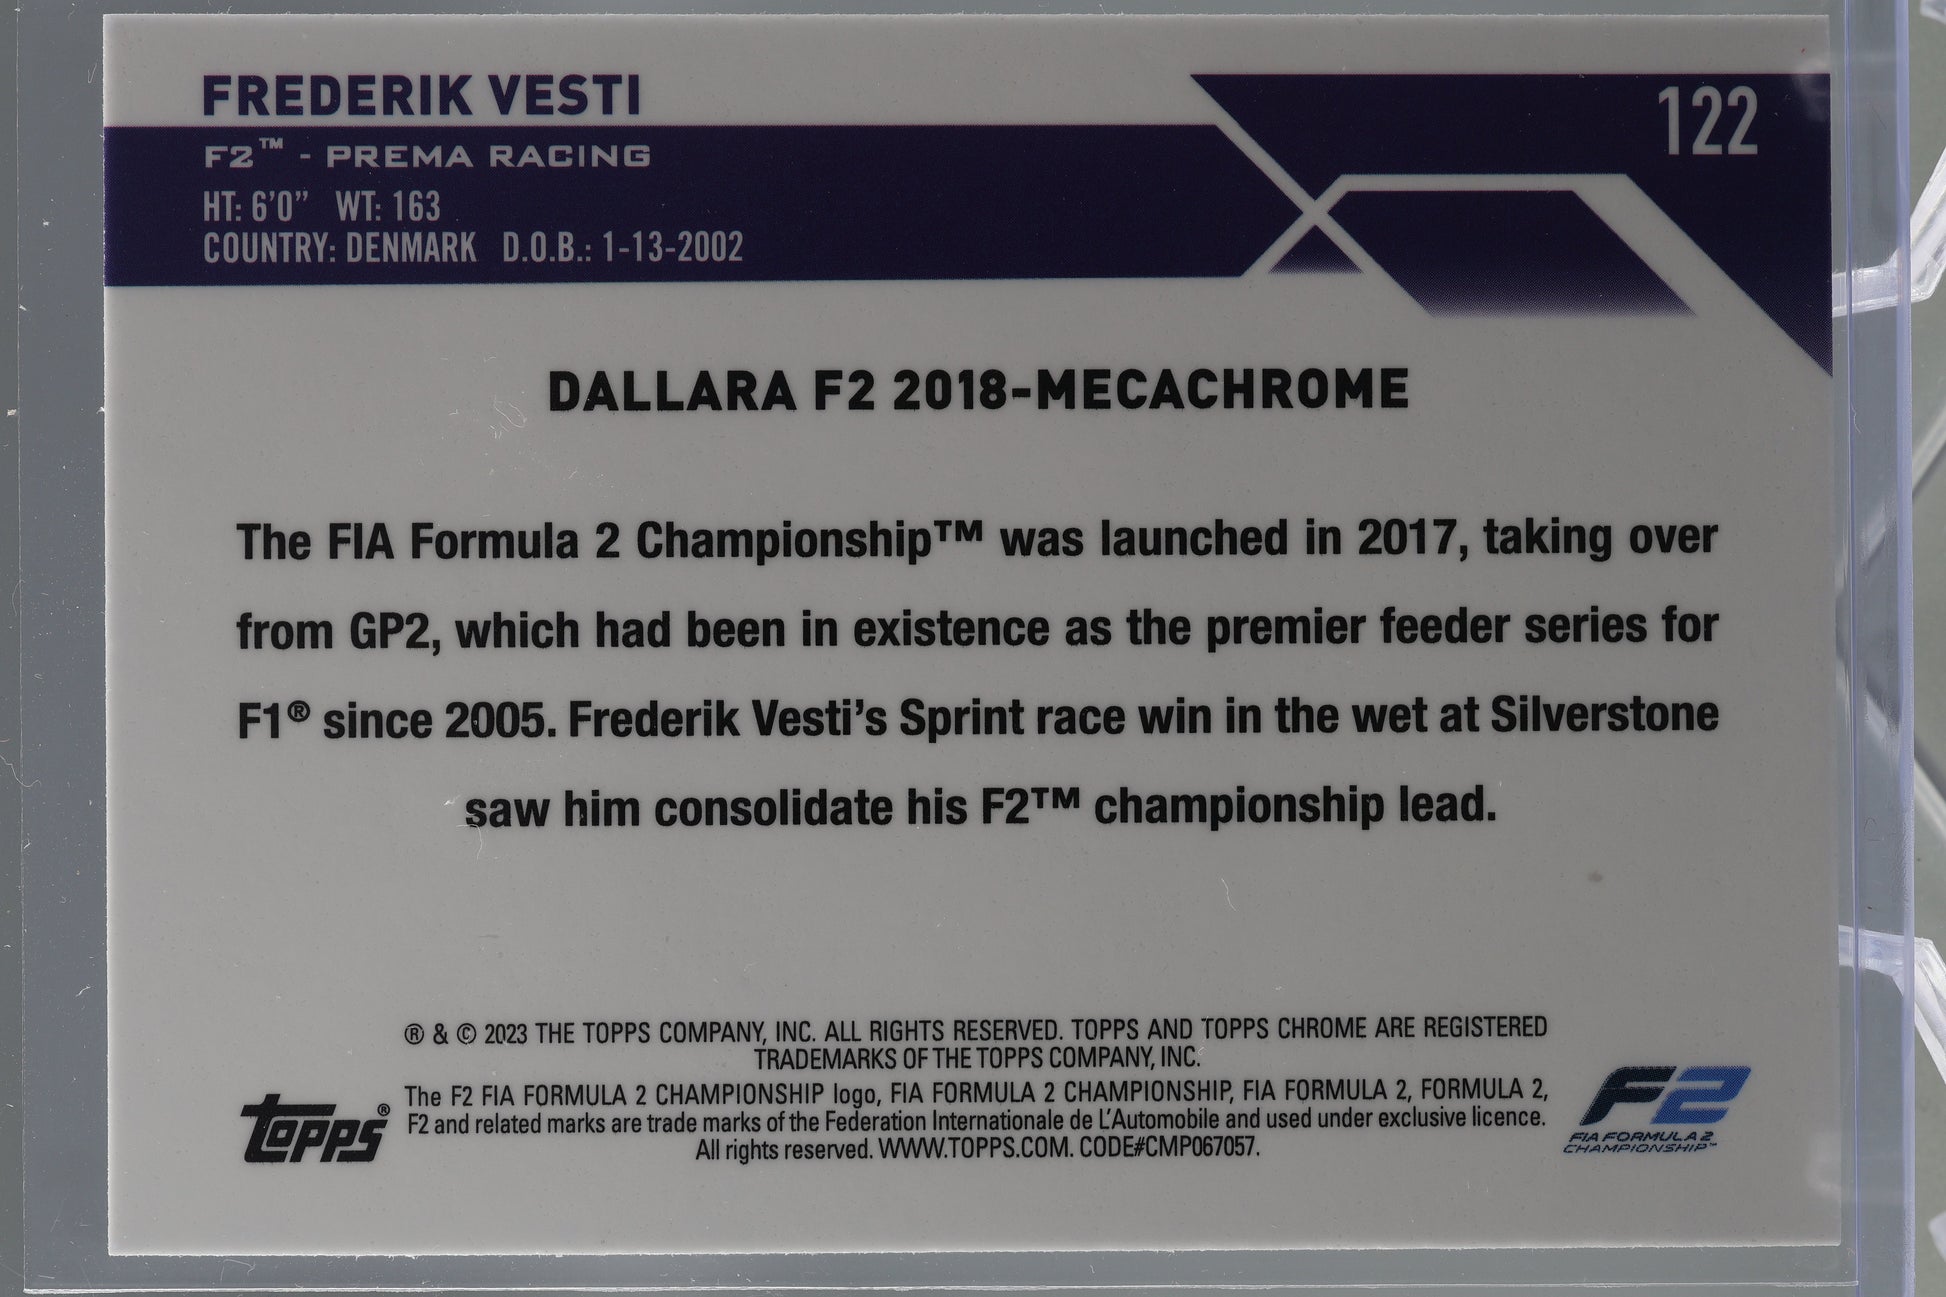 FREDERIK VESTI
122
F2™ - PREMA RACING
HT: 6'0” WT: 163
COUNTRY: DENMARK D.O.B.: 1-13-2002
DALLARA F2 2018-MECACHROME
The FIA Formula 2 Championship™ was launched in 2017, taking over
from GP2, which had been in existence as the premier feeder series for
F1® since 2005. Frederik Vesti’s Sprint race win in the wet at Silverstone
saw him consolidate his F2™ championship lead.
® & © 2023 THE TOPPS COMPANY, INC. ALL RIGHTS RESERVED. TOPPS AND TOPPS CHROME ARE REGISTERED
TRADEMARKS OF THE TOPPS COMPANY, INC.
The F2 FIA FORMULA 2 CHAMPIONSHIP logo, FIA FORMULA 2 CHAMPIONSHIP, FIA FORMULA 2, FORMULA 2,
F2 and related marks are trade marks of the Federation Internationale de L’Automobile and used under exclusive licence.
All rights reserved. WWW.TOPPS.COM. CODE#CMP067057.
Topps®
F2
FIA FORMULA 2
CHAMPIONSHIP™